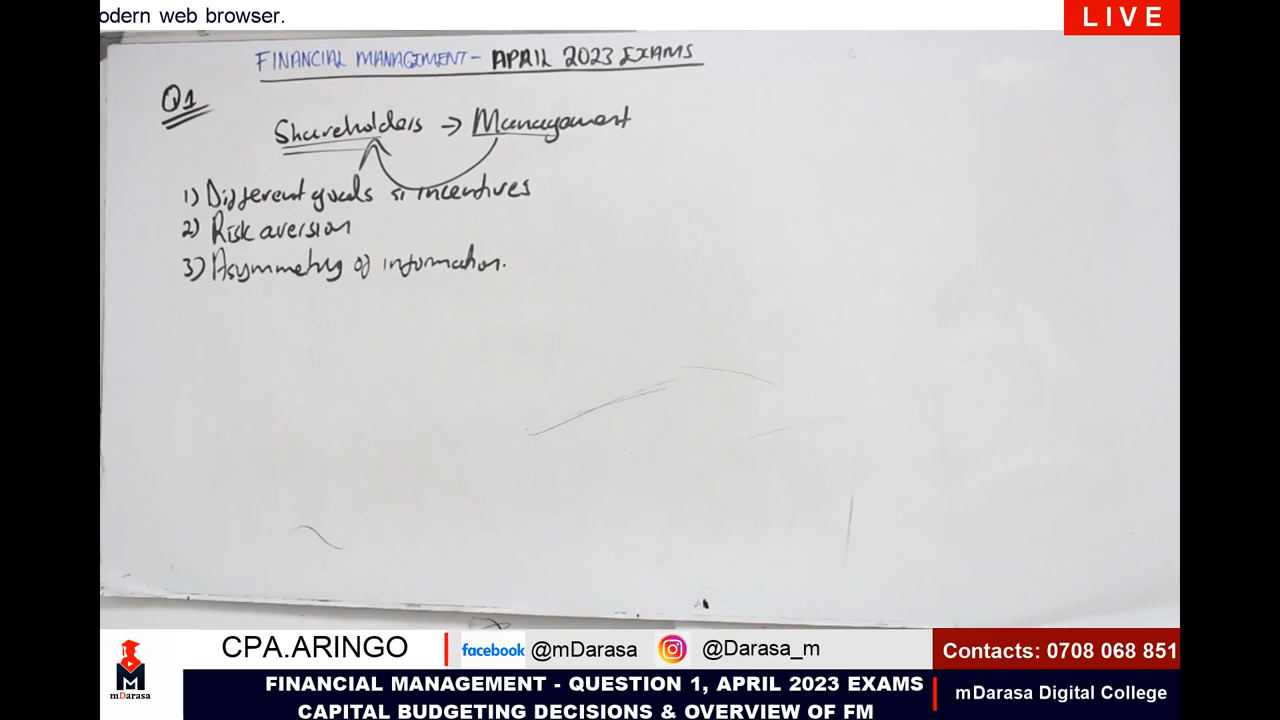 odern web browser.
LIVE
FINANCIAL MANAGEMENT - APRIL 2023 EXAMS
Q1
Shareholders → Management
1) Different goals & incentives
2) Risk aversion
3) Asymmetry of information.
CPA.ARINGO
facebook @mDarasa
@Darasa_m
Contacts: 0708 068 851
M
mDarasa
FINANCIAL MANAGEMENT - QUESTION 1, APRIL 2023 EXAMS
CAPITAL BUDGETING DECISIONS & OVERVIEW OF FM
mDarasa Digital College